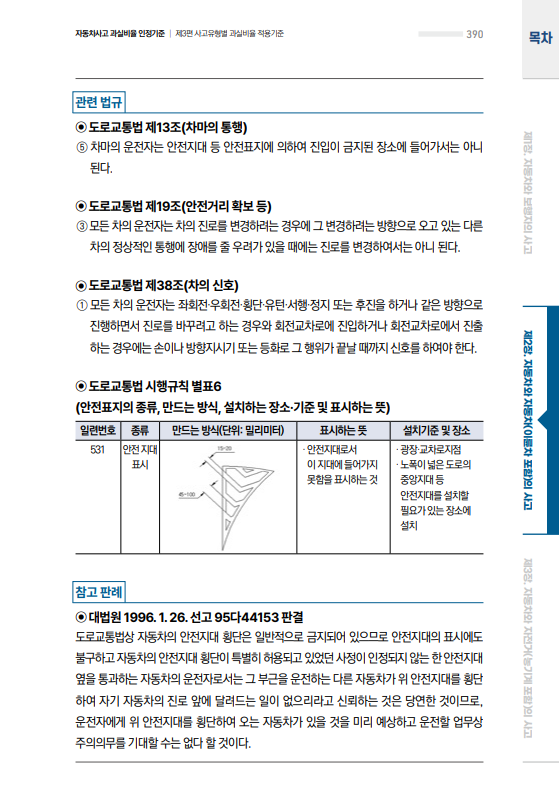 자동차사고 과실비율 인정기준 | 제3편 사고유형별 과실비율 적용기준
390
목차
관련 법규
◉ 도로교통법 제13조(차마의 통행)
⑤ 차마의 운전자는 안전지대 등 안전표지에 의하여 진입이 금지된 장소에 들어가서는 아니
된다.
◉ 도로교통법 제19조(안전거리 확보 등)
③ 모든 차의 운전자는 차의 진로를 변경하려는 경우에 그 변경하려는 방향으로 오고 있는 다른
차의 정상적인 통행에 장애를 줄 우려가 있을 때에는 진로를 변경하여서는 아니 된다.
◉ 도로교통법 제38조(차의 신호)
① 모든 차의 운전자는 좌회전·우회전·횡단·유턴·서행·정지 또는 후진을 하거나 같은 방향으로
진행하면서 진로를 바꾸려고 하는 경우와 회전교차로에 진입하거나 회전교차로에서 진출
하는 경우에는 손이나 방향지시기 또는 등화로 그 행위가 끝날 때까지 신호를 하여야 한다.
◉ 도로교통법 시행규칙 별표6
(안전표지의 종류, 만드는 방식, 설치하는 장소·기준 및 표시하는 뜻)
일련번호 종류 만드는 방식(단위: 밀리미터) 표시하는 뜻 설치기준 및 장소
531
안전 지대
표시
15~20
45~100
· 안전지대로서
이 지대에 들어가지
못함을 표시하는 것
· 광장·교차로지점
· 노폭이 넓은 도로의
중앙지대 등
안전지대를 설치할
필요가 있는 장소에
설치
참고 판례
◉ 대법원 1996. 1. 26. 선고 95다44153 판결
도로교통법상 자동차의 안전지대 횡단은 일반적으로 금지되어 있으므로 안전지대의 표시에도
불구하고 자동차의 안전지대 횡단이 특별히 허용되고 있었던 사정이 인정되지 않는 한 안전지대
옆을 통과하는 자동차의 운전자로서는 그 부근을 운전하는 다른 자동차가 위 안전지대를 횡단
하여 자기 자동차의 진로 앞에 달려드는 일이 없으리라고 신뢰하는 것은 당연한 것이므로,
운전자에게 위 안전지대를 횡단하여 오는 자동차가 있을 것을 미리 예상하고 운전할 업무상
주의의무를 기대할 수는 없다 할 것이다.
제1장. 자동차와 보행자의 사고
제2장. 자동차와 자동차(이륜차 포함)의 사고
제3장. 자동차와 자전거(농기계 포함)의 사고